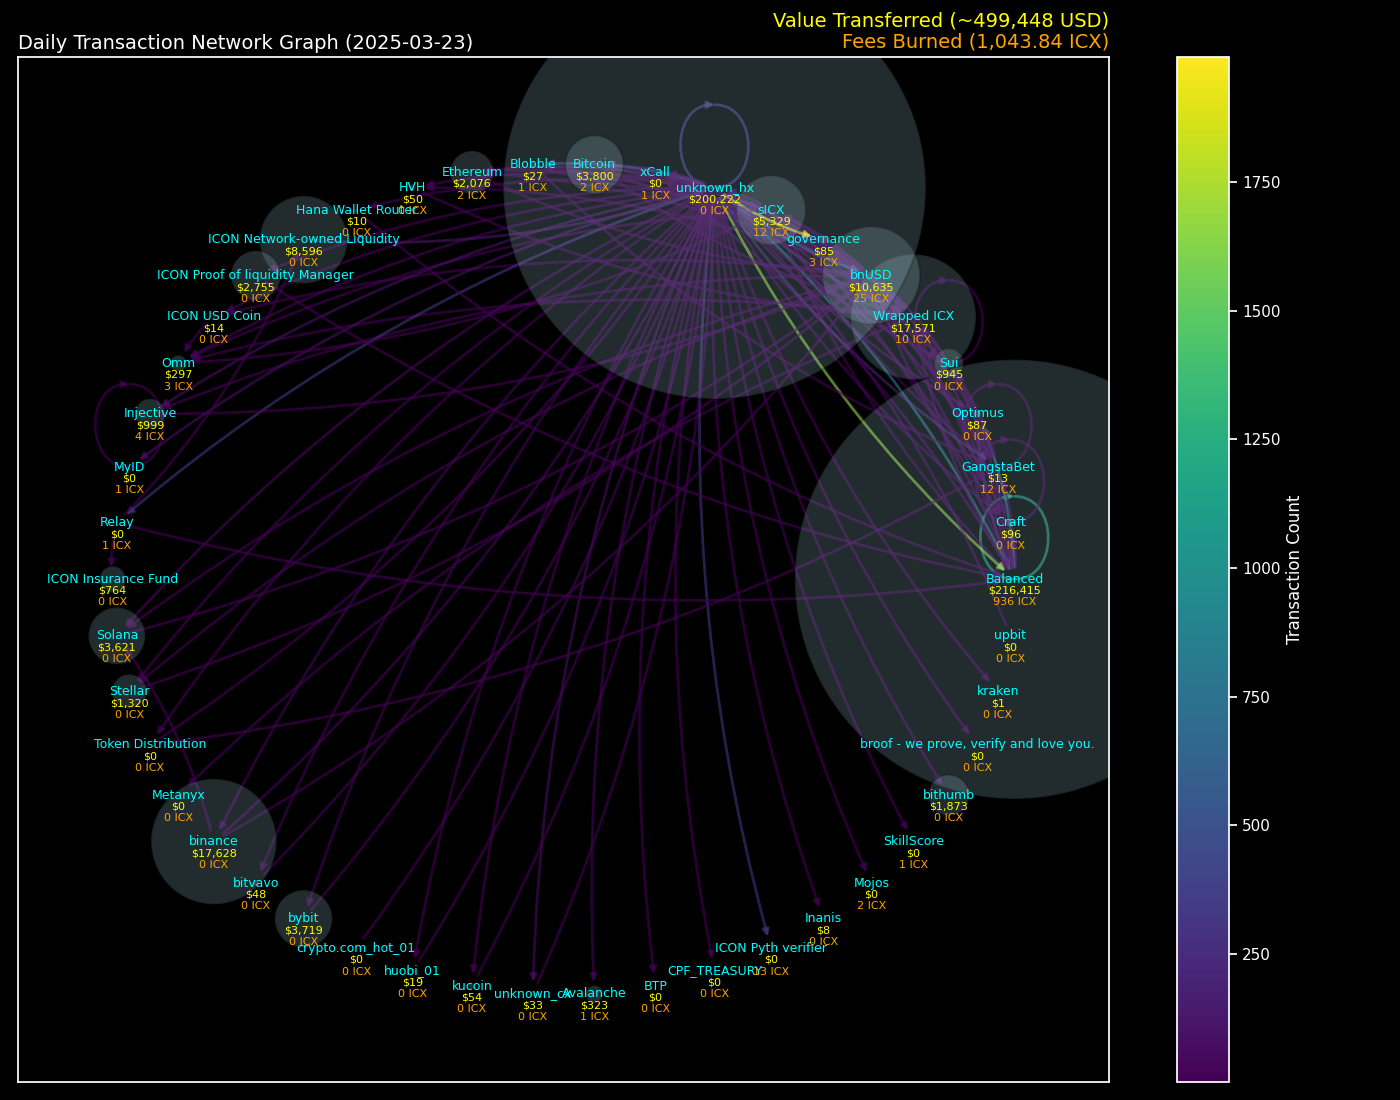 Value Transferred (~499,448 USD)
Daily Transaction Network Graph (2025-03-23)
Fees Burned (1,043.84 ICX)
Ethereum
$2,076
2 ICX
Blobble
$27
1 ICX
Bitcoin
$3,800
2 ICX
xCall
$0
1 ICX
unknown_hx
$200,222
0 ICX
HVH
$50
0 ICX
Hana Wallet Router
$10
0 ICX
sICX
$5,329
12 ICX
ICON Network-owned Liquidity
$8,596
0 ICX
governance
$85
3 ICX
ICON Proof of liquidity Manager
$2,755
0 ICX
bnUSD
$10,635
25 ICX
ICON USD Coin
$14
0 ICX
Wrapped ICX
$17,571
10 ICX
Omm
$297
3 ICX
Sui
$945
0 ICX
Injective
$999
4 ICX
Optimus
$87
0 ICX
MyID
$0
1 ICX
GangstaBet
$13
12 ICX
Relay
$0
1 ICX
Craft
$96
0 ICX
ICON Insurance Fund
$764
0 ICX
Balanced
$216,415
936 ICX
Solana
$3,621
0 ICX
upbit
$0
0 ICX
Stellar
$1,320
0 ICX
kraken
$1
0 ICX
Token Distribution
$0
0 ICX
broof - we prove, verify and love you.
$0
0 ICX
Metanyx
$0
0 ICX
bithumb
$1,873
0 ICX
binance
$17,628
0 ICX
SkillScore
$0
1 ICX
bitvavo
$48
0 ICX
Mojos
$0
2 ICX
bybit
$3,719
0 ICX
Inanis
$8
0 ICX
crypto.com_hot_01
$0
0 ICX
ICON Pyth verifier
$0
13 ICX
huobi_01
$19
0 ICX
CPF_TREASURY
$0
0 ICX
kucoin
$54
0 ICX
unknown_cx
$33
0 ICX
Avalanche
$323
1 ICX
BTP
$0
0 ICX
1750
1500
1250
1000
750
500
250
Transaction Count